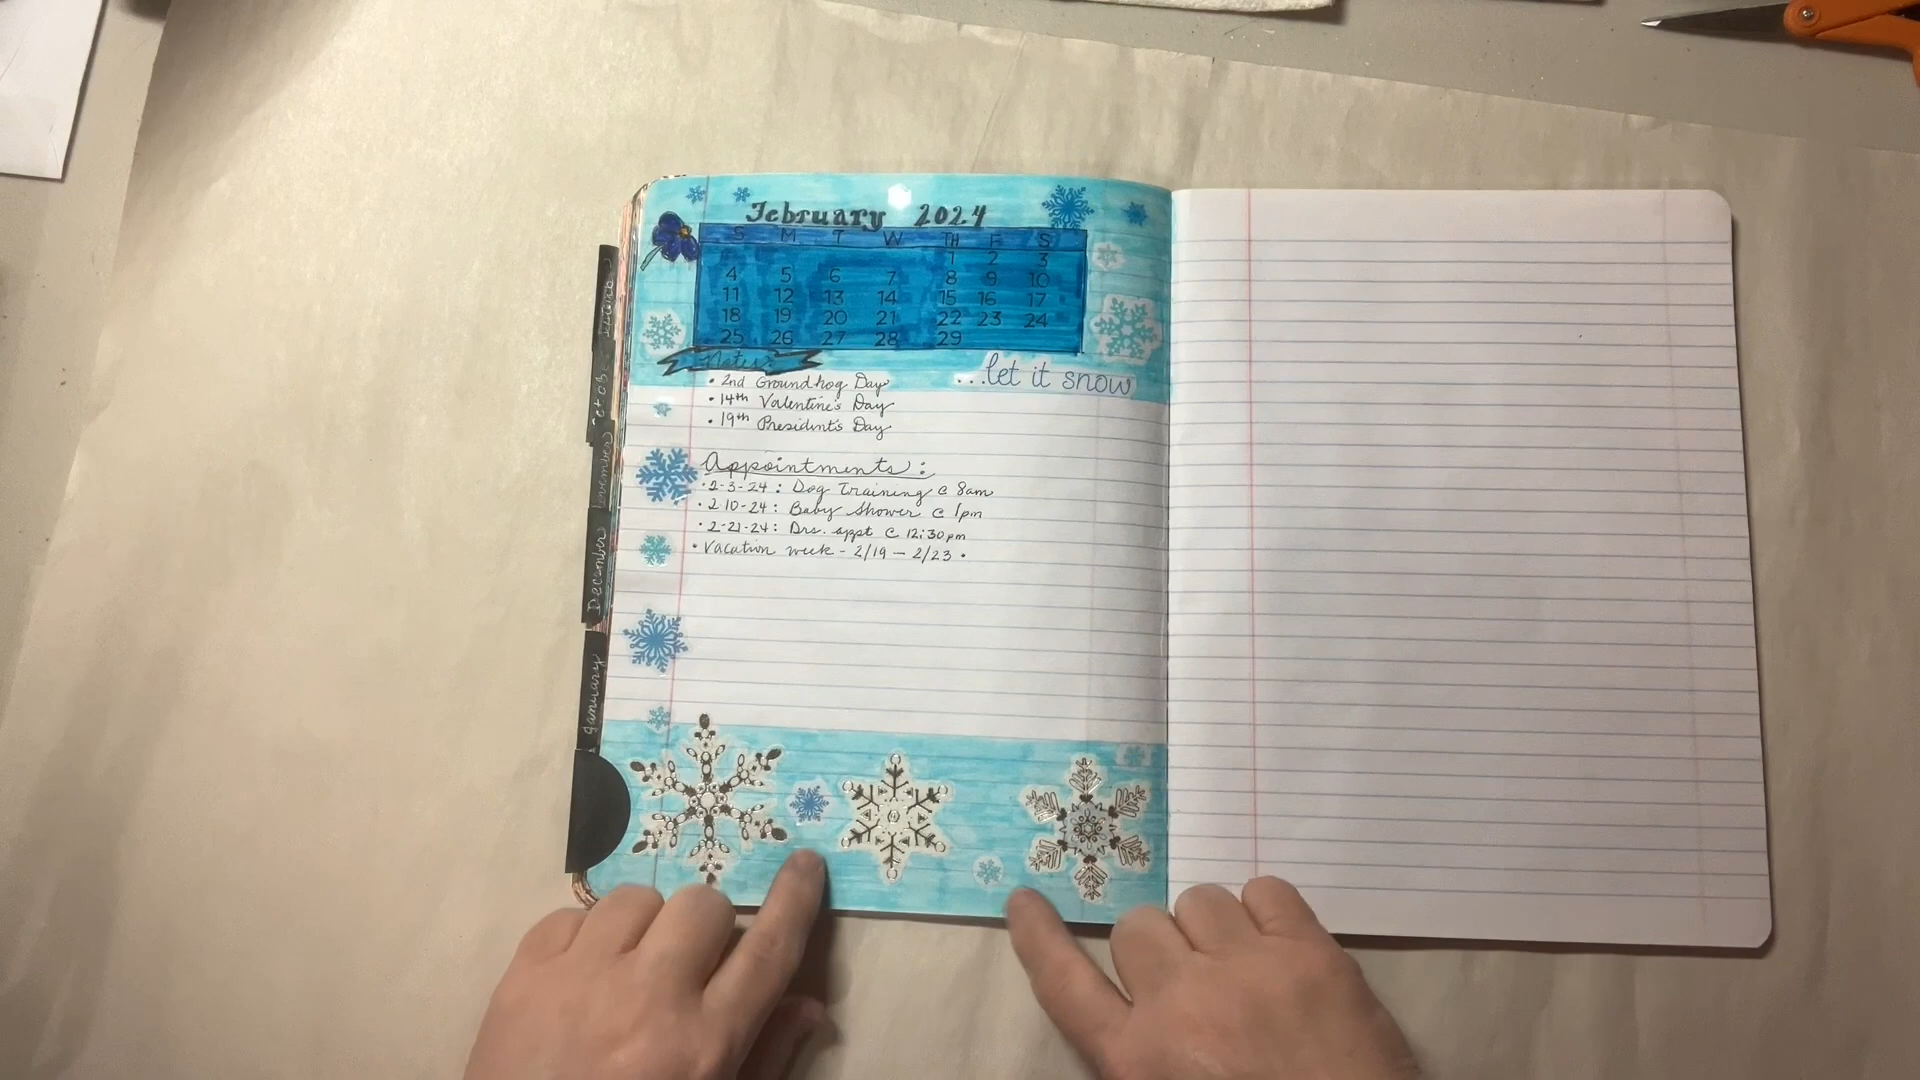 February 2024
S M T W TH F S
1 2 3
4 5 6 7 8 9 10
11 12 13 14 15 16 17
18 19 20 21 22 23 24
25 26 27 28 29
Notes:
...let it snow
• 2nd Groundhog Day
• 14th Valentine's Day
• 19th President's Day
Appointments:
• 2-3-24: Dog Training @ 8am
• 2-10-24: Baby Shower @ 1pm
• 2-21-24: Drs. appt @ 12:30pm
• Vacation week - 2/19 – 2/23 •
November
December
January